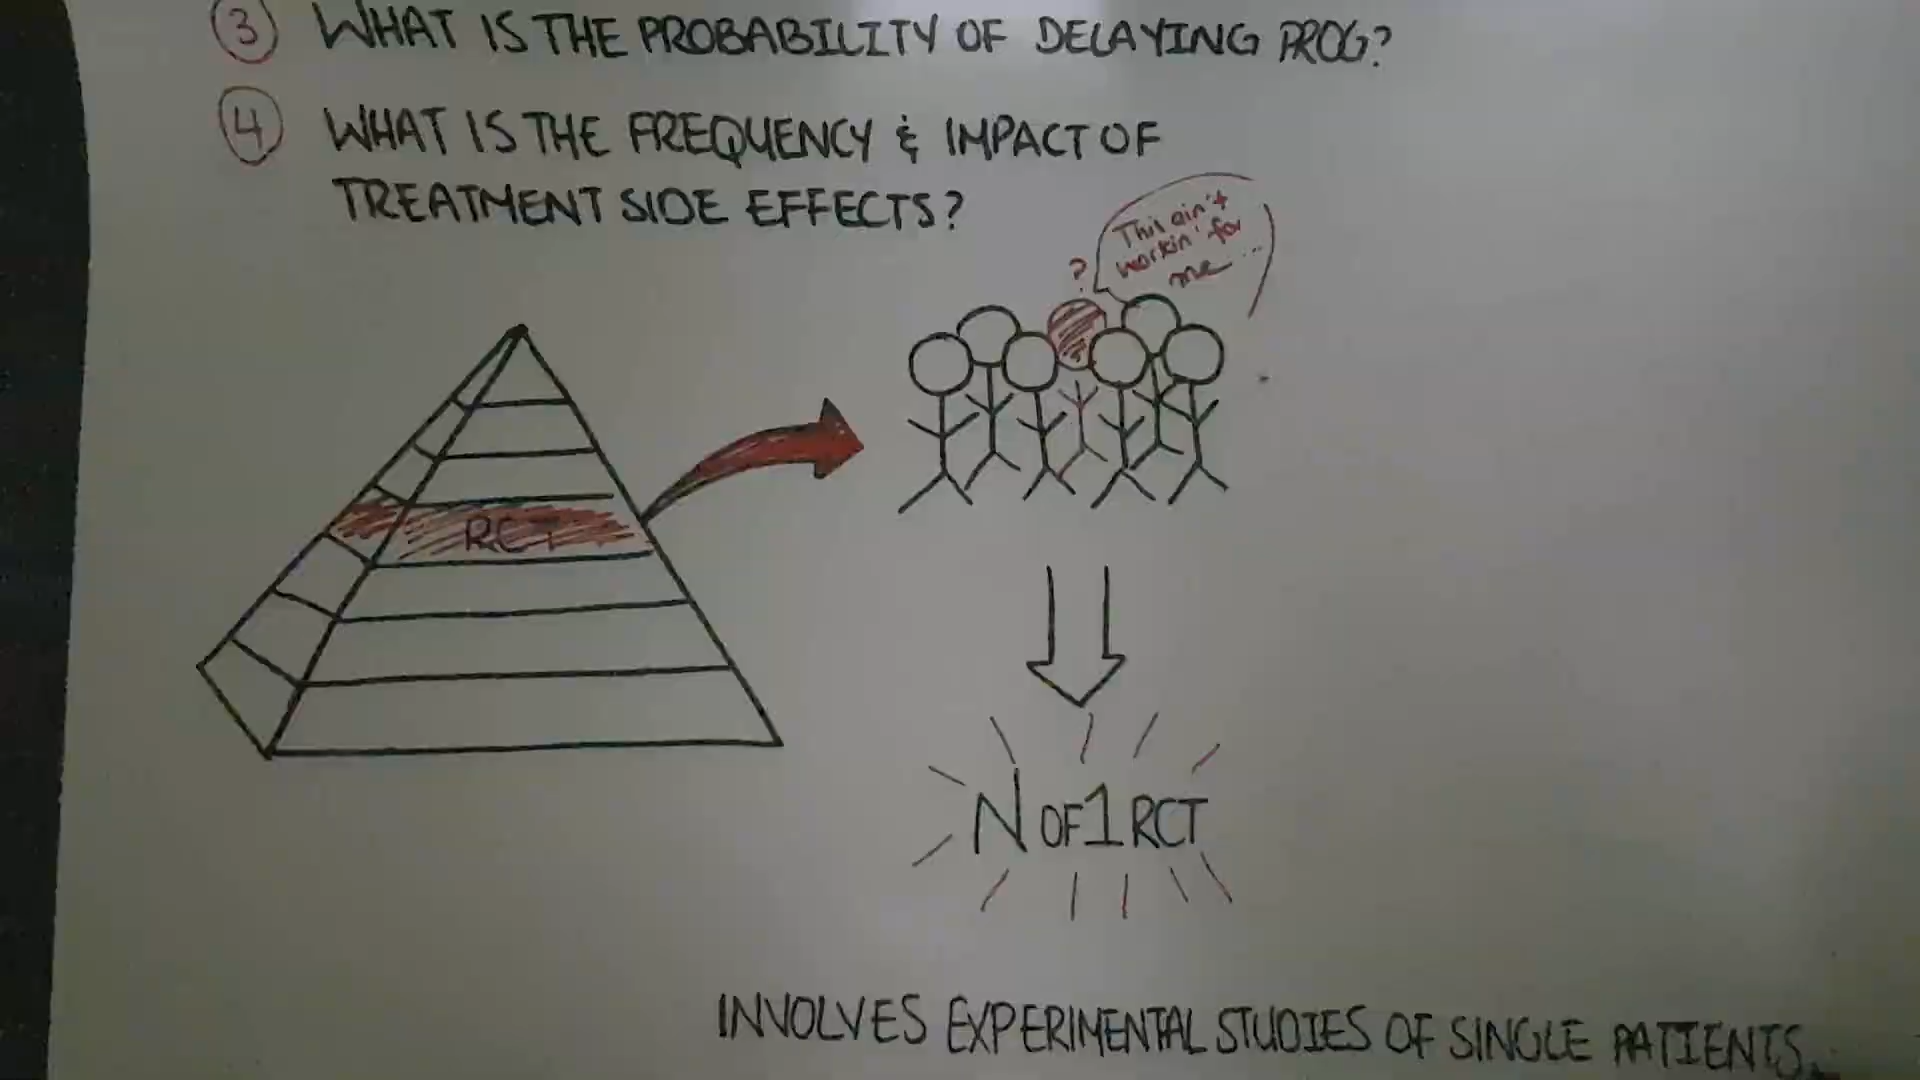 3 WHAT IS THE PROBABILITY OF DELAYING PROG?
4 WHAT IS THE FREQUENCY & IMPACT OF
TREATMENT SIDE EFFECTS?
This ain't
workin' for
me...
?
RCT
N OF 1 RCT
INVOLVES EXPERIMENTAL STUDIES OF SINGLE PATIENTS.